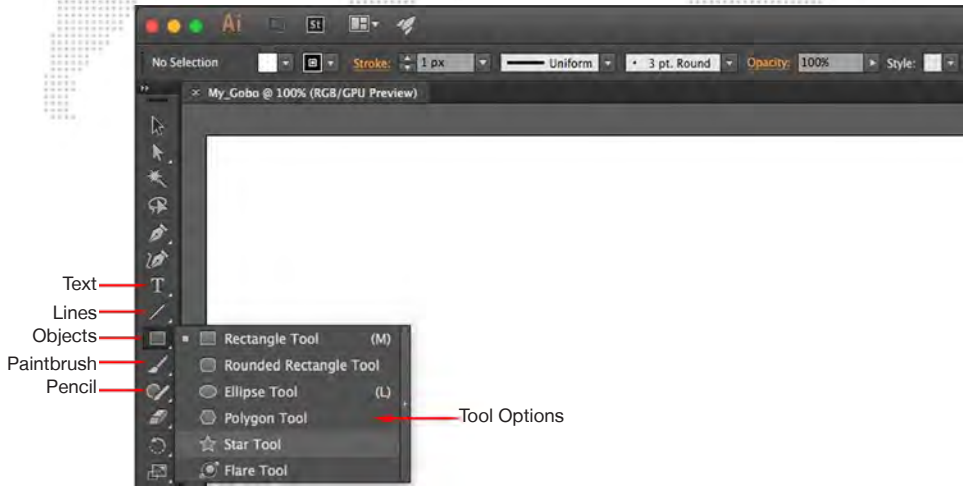 Ai St
No Selection Stroke: 1 px Uniform 3 pt. Round Opacity: 100% Style:
× My_Gobo @ 100% (RGB/GPU Preview)
Text
T
Lines
Objects
Rectangle Tool (M)
Paintbrush
Rounded Rectangle Tool
Pencil
Ellipse Tool (L)
Polygon Tool
Tool Options
Star Tool
Flare Tool